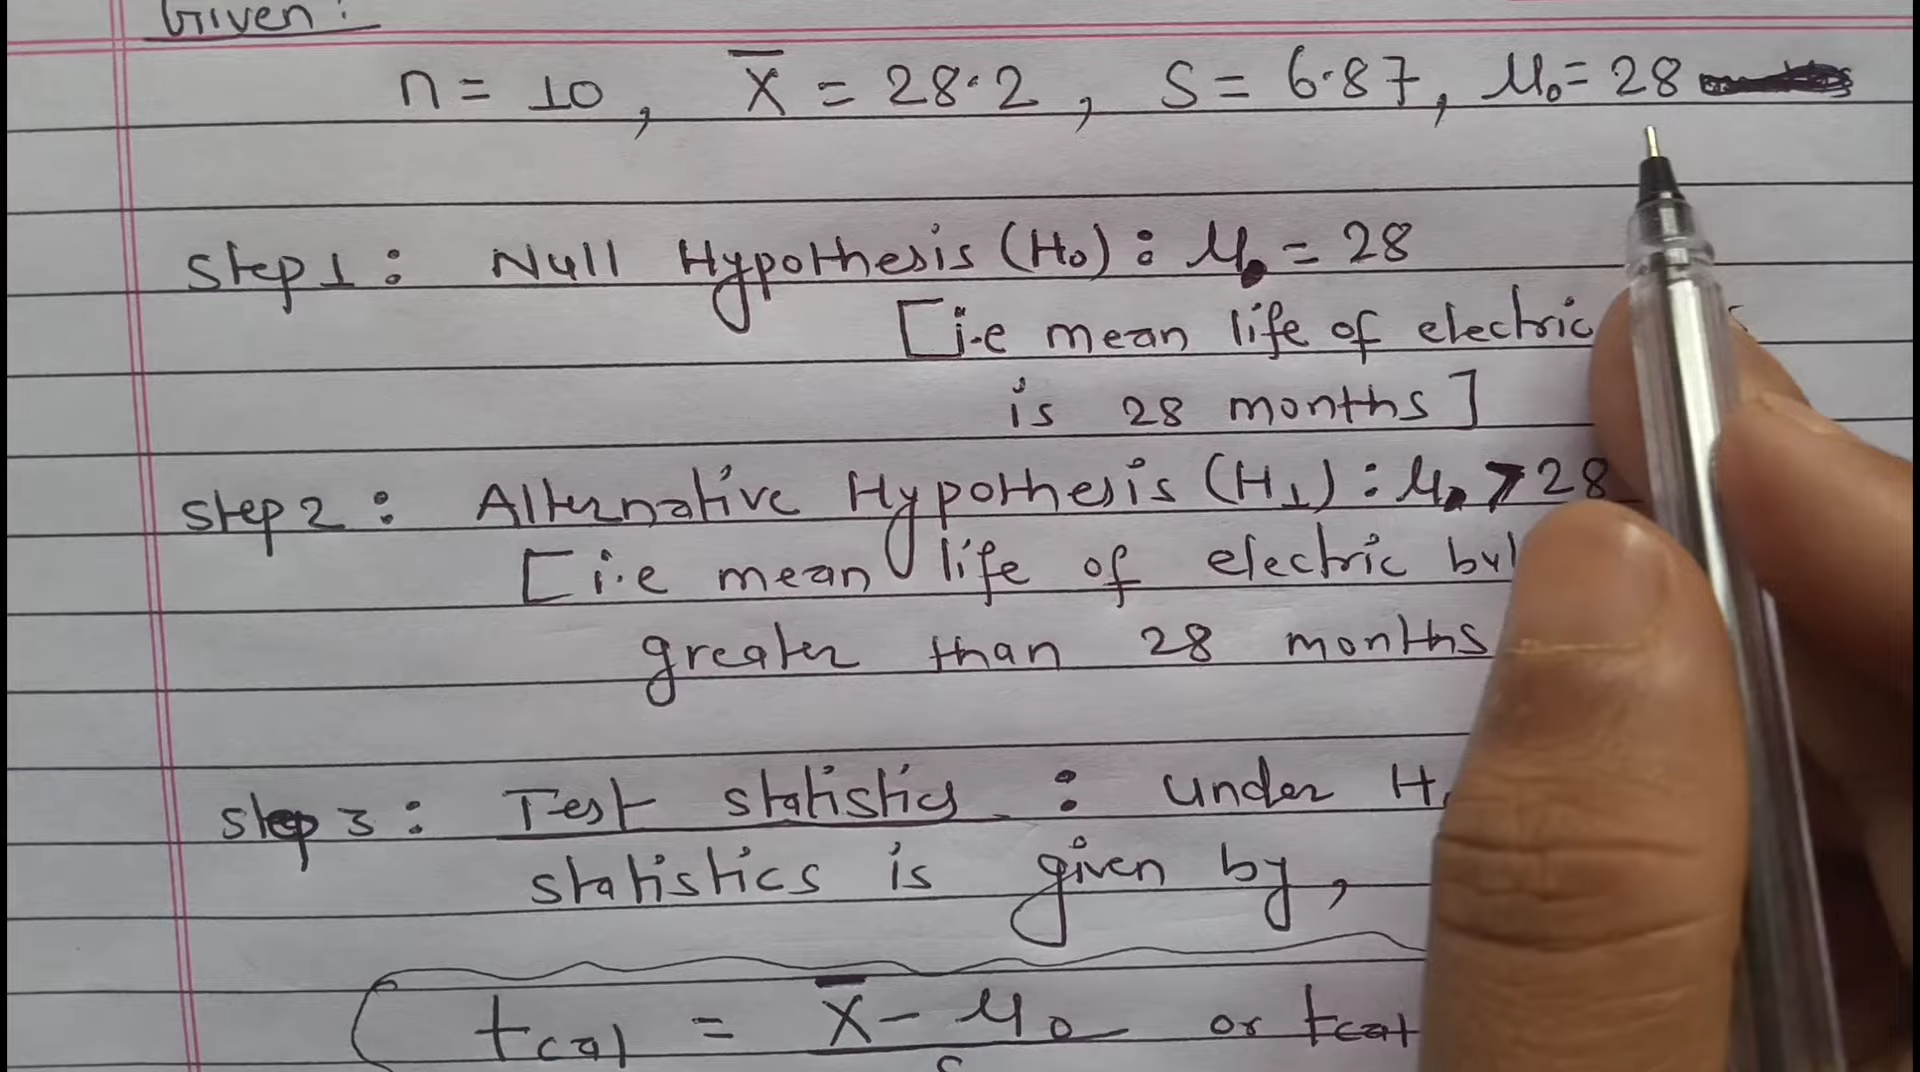 Given:
n = 10, X̄ = 28.2, S = 6.87, μ₀ = 28
Step 1: Null Hypothesis (H₀): μ = 28
[i.e mean life of electric
is 28 months]
Step 2: Alternative Hypothesis (H₁): μ > 28
[i.e mean life of electric bul
greater than 28 months
Step 3: Test statistics: under H
statistics is given by,
tcal = X̄ - μ₀ or tcal
S